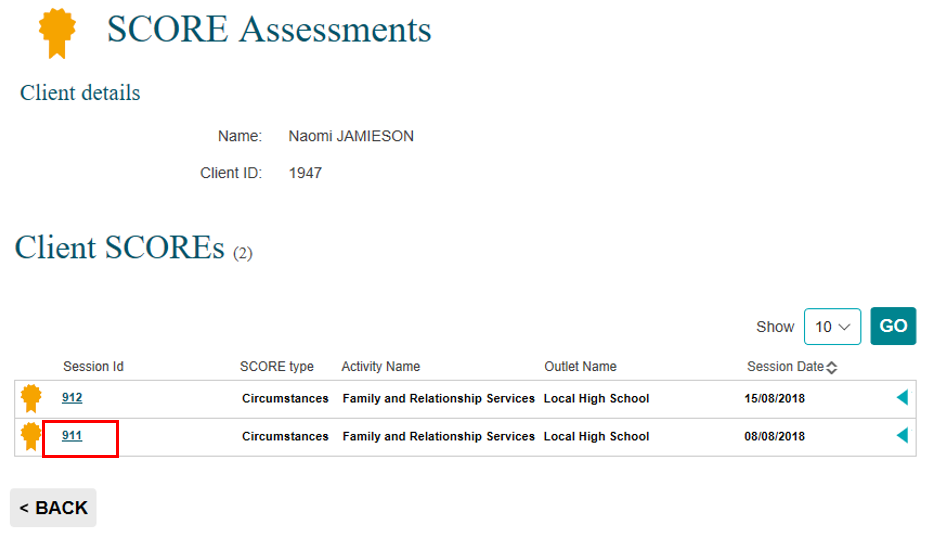 SCORE Assessments
Client details
Name: Naomi JAMIESON
Client ID: 1947
Client SCOREs (2)
Show 10 GO
Session Id SCORE type Activity Name Outlet Name Session Date
912 Circumstances Family and Relationship Services Local High School 15/08/2018
911 Circumstances Family and Relationship Services Local High School 08/08/2018
< BACK